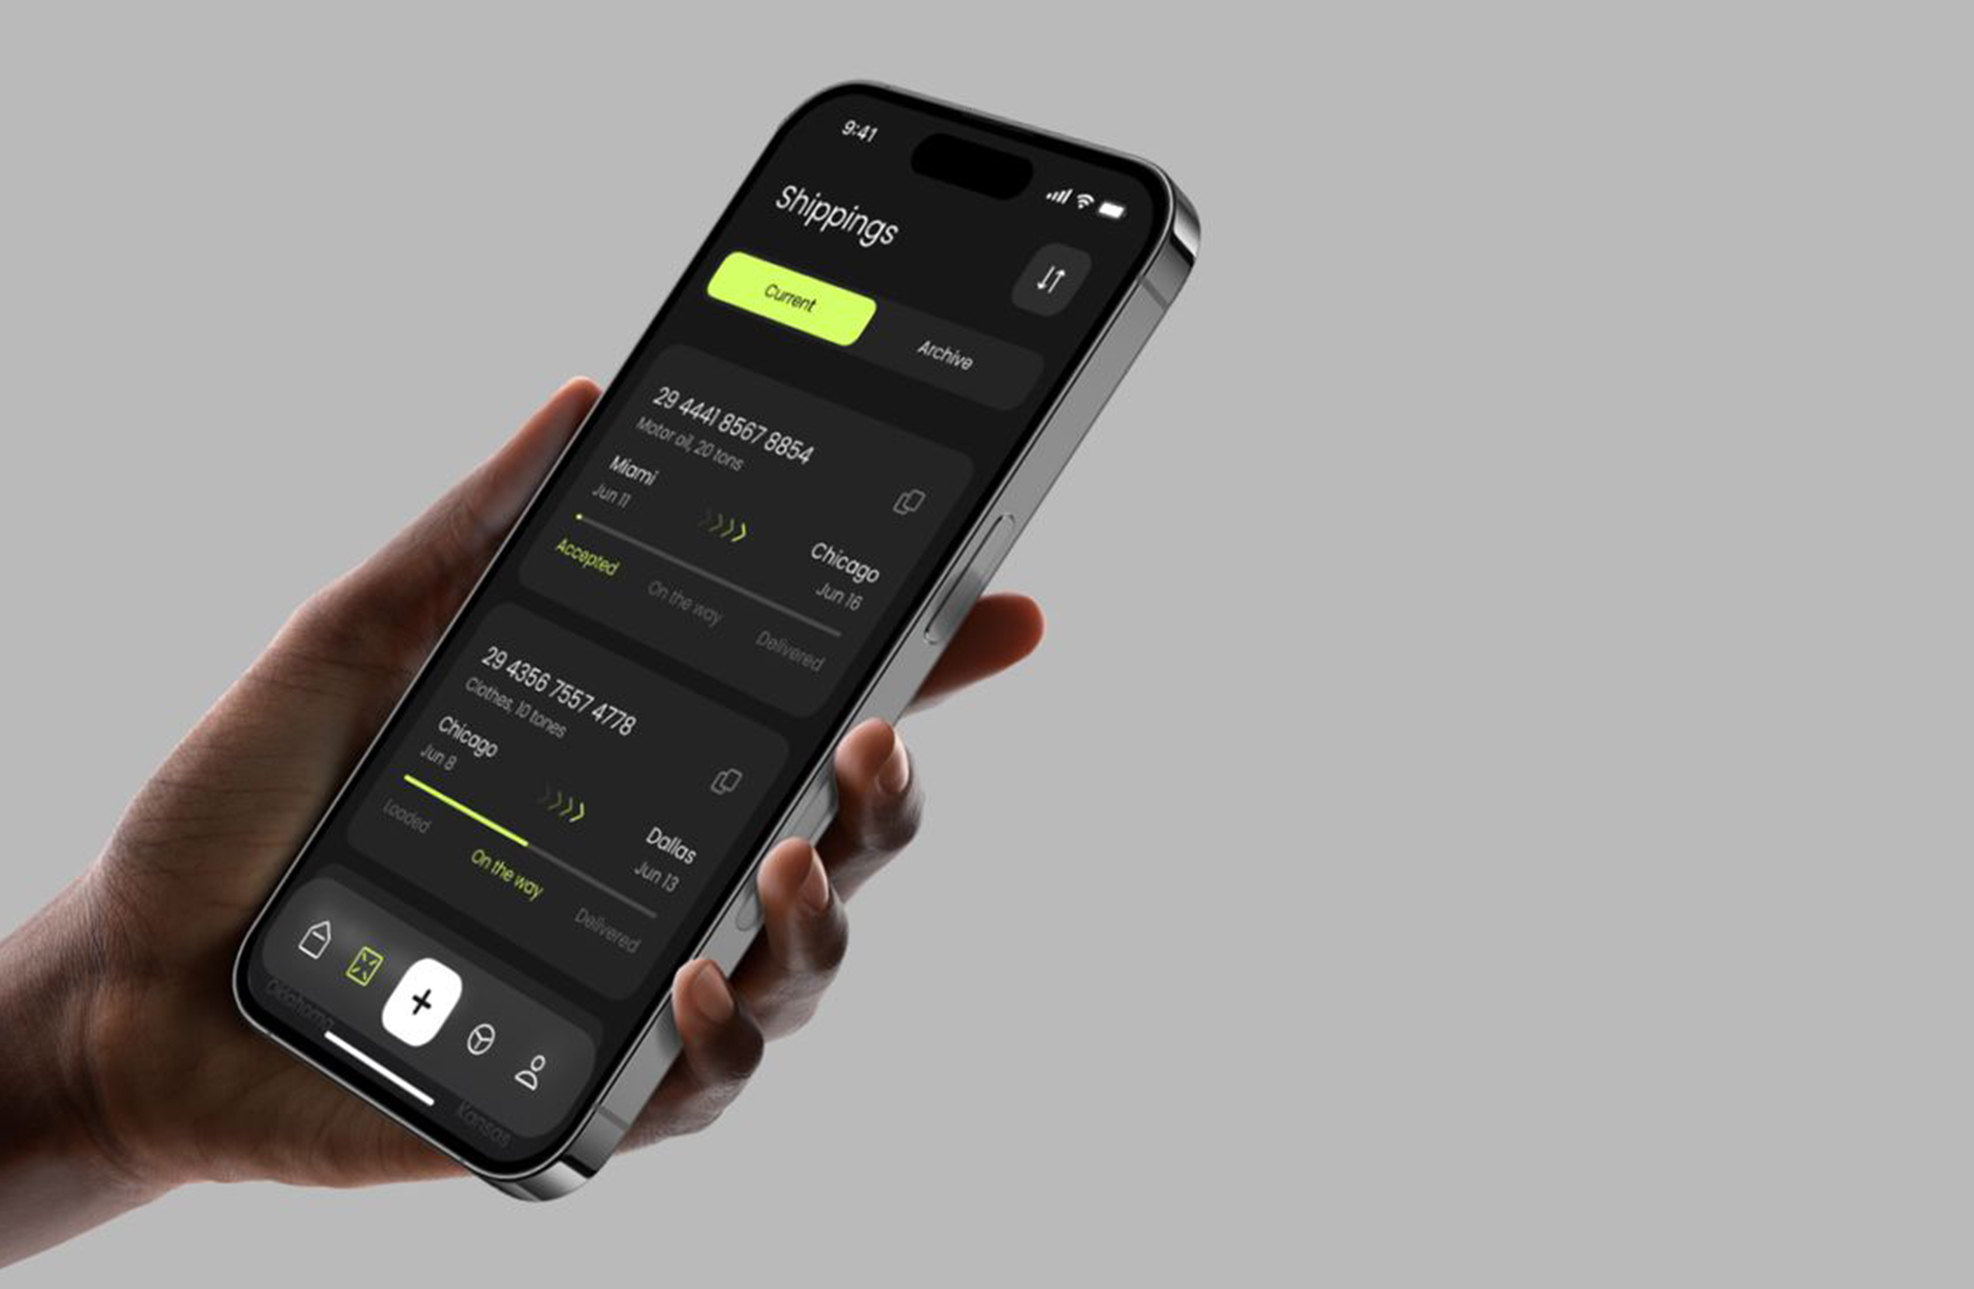 9:41
Shippings
Current
Archive
29 4441 8567 8854
Motor oil, 20 tons
Miami
Jun 11
Chicago
Jun 16
Accepted
On the way
Delivered
29 4356 7557 4778
Clothes, 10 tones
Chicago
Jun 8
Dallas
Jun 13
Loaded
On the way
Delivered
Oklahoma
Kansas